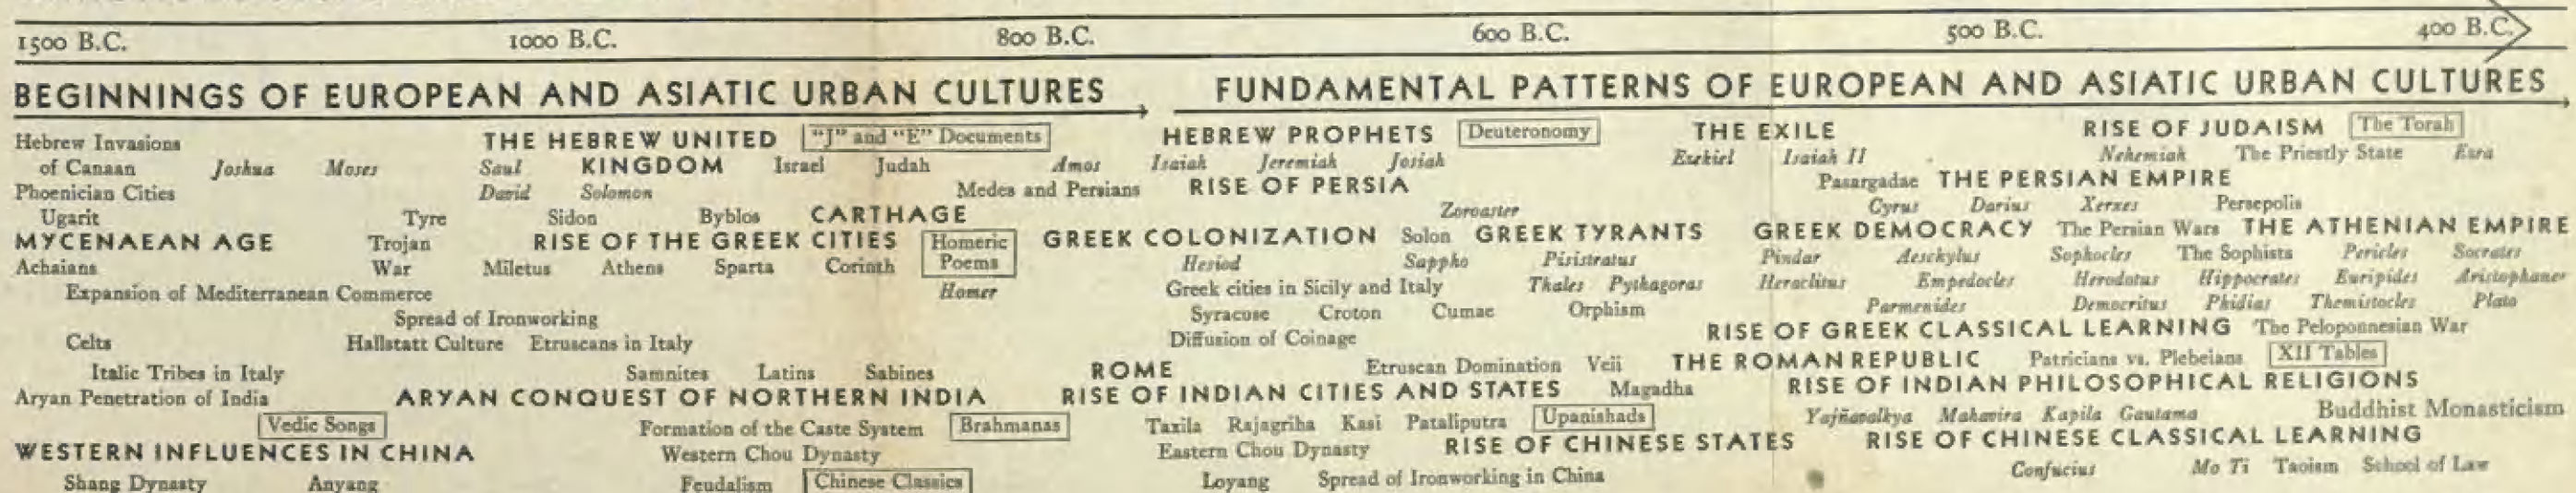 1500 B.C. 1000 B.C. 800 B.C. 600 B.C. 500 B.C. 400 B.C.
BEGINNINGS OF EUROPEAN AND ASIATIC URBAN CULTURES FUNDAMENTAL PATTERNS OF EUROPEAN AND ASIATIC URBAN CULTURES
Hebrew Invasions THE HEBREW UNITED "J" and "E" Documents HEBREW PROPHETS Deuteronomy THE EXILE RISE OF JUDAISM The Torah
of Canaan Joshua Moses Saul KINGDOM Israel Judah Amos Isaiah Jeremiah Josiah Ezekiel Isaiah II Nehemiah The Priestly State Ezra
Phoenician Cities David Solomon Medes and Persians RISE OF PERSIA Pasargadae THE PERSIAN EMPIRE
Ugarit Tyre Sidon Byblos CARTHAGE Zoroaster Cyrus Darius Xerxes Persepolis
MYCENAEAN AGE Trojan RISE OF THE GREEK CITIES Homeric GREEK COLONIZATION Solon GREEK TYRANTS GREEK DEMOCRACY The Persian Wars THE ATHENIAN EMPIRE
Achaians War Miletus Athens Sparta Corinth Poems Hesiod Sappho Pisistratus Pindar Aeschylus Sophocles The Sophists Pericles Socrates
Expansion of Mediterranean Commerce Homer Greek cities in Sicily and Italy Thales Pythagoras Heraclitus Empedocles Herodotus Hippocrates Euripides Aristophanes
Spread of Ironworking Syracuse Croton Cumae Orphism Parmenides Democritus Phidias Themistocles Plato
Celts Hallstatt Culture Etruscans in Italy Diffusion of Coinage RISE OF GREEK CLASSICAL LEARNING The Peloponnesian War
Italic Tribes in Italy Samnites Latins Sabines ROME Etruscan Domination Veii THE ROMAN REPUBLIC Patricians vs. Plebeians XII Tables
Aryan Penetration of India ARYAN CONQUEST OF NORTHERN INDIA RISE OF INDIAN CITIES AND STATES Magadha RISE OF INDIAN PHILOSOPHICAL RELIGIONS
Vedic Songs Formation of the Caste System Brahmanas Taxila Rajagriha Kasi Pataliputra Upanishads Yajñavalkya Mahavira Kapila Gautama Buddhist Monasticism
WESTERN INFLUENCES IN CHINA Western Chou Dynasty Eastern Chou Dynasty RISE OF CHINESE STATES RISE OF CHINESE CLASSICAL LEARNING
Shang Dynasty Anyang Feudalism Chinese Classics Loyang Spread of Ironworking in China Confucius Mo Ti Taoism School of Law